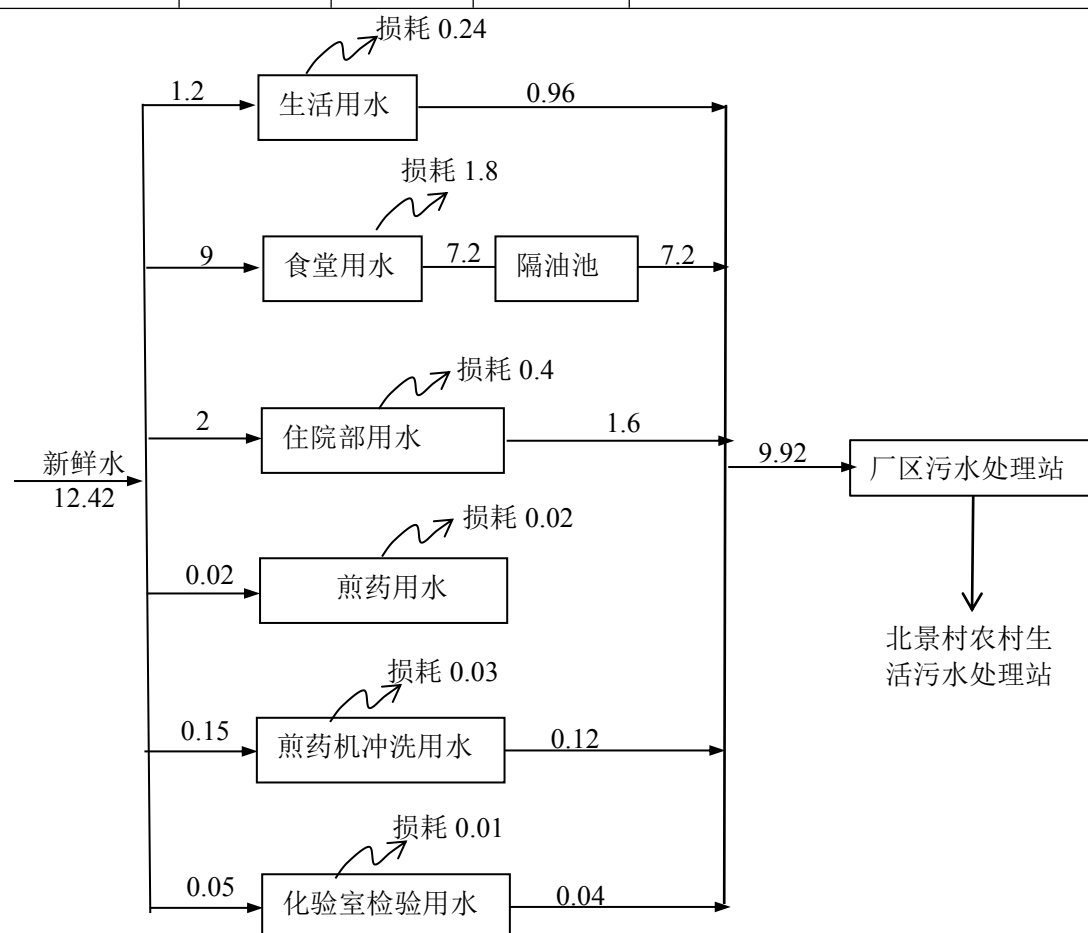 损耗 0.24
1.2
生活用水
0.96
损耗 1.8
9
食堂用水
7.2
隔油池
7.2
损耗 0.4
2
住院部用水
1.6
新鲜水
12.42
9.92
厂区污水处理站
损耗 0.02
0.02
煎药用水
北景村农村生
活污水处理站
损耗 0.03
0.15
煎药机冲洗用水
0.12
损耗 0.01
0.05
化验室检验用水
0.04